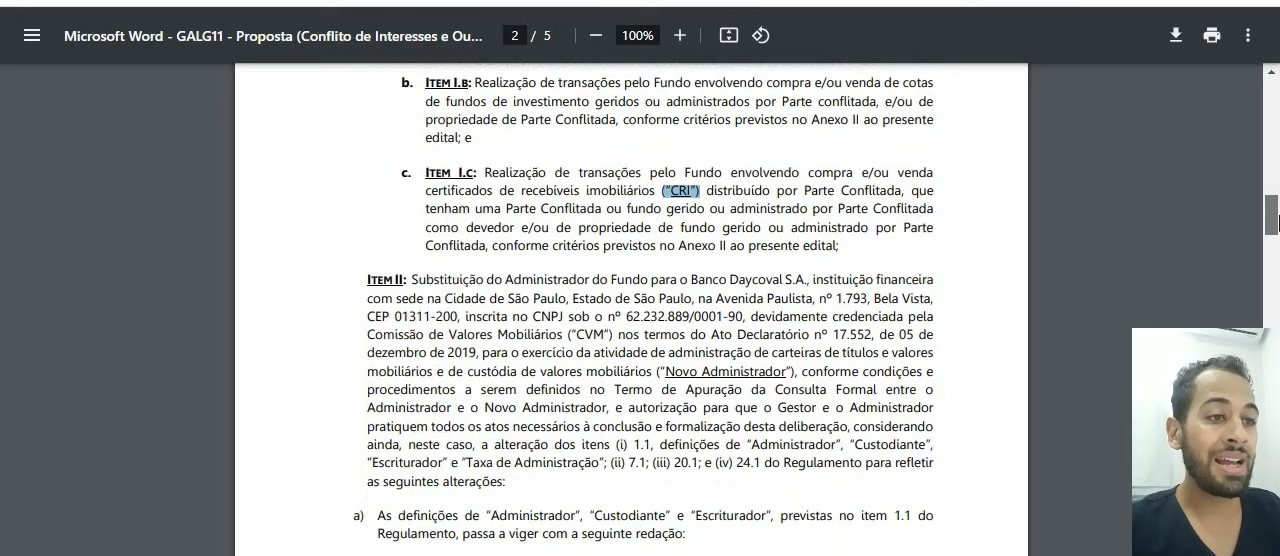 Microsoft Word - GALG11 - Proposta (Conflito de Interesses e Ou...
2 / 5
100%
b. ITEM I.B: Realização de transações pelo Fundo envolvendo compra e/ou venda de cotas
de fundos de investimento geridos ou administrados por Parte conflitada, e/ou de
propriedade de Parte Conflitada, conforme critérios previstos no Anexo II ao presente
edital; e
c. ITEM I.C: Realização de transações pelo Fundo envolvendo compra e/ou venda
certificados de recebíveis imobiliários ("CRI") distribuído por Parte Conflitada, que
tenham uma Parte Conflitada ou fundo gerido ou administrado por Parte Conflitada
como devedor e/ou de propriedade de fundo gerido ou administrado por Parte
Conflitada, conforme critérios previstos no Anexo II ao presente edital;
ITEM II: Substituição do Administrador do Fundo para o Banco Daycoval S.A., instituição financeira
com sede na Cidade de São Paulo, Estado de São Paulo, na Avenida Paulista, nº 1.793, Bela Vista,
CEP 01311-200, inscrita no CNPJ sob o nº 62.232.889/0001-90, devidamente credenciada pela
Comissão de Valores Mobiliários ("CVM") nos termos do Ato Declaratório nº 17.552, de 05 de
dezembro de 2019, para o exercício da atividade de administração de carteiras de títulos e valores
mobiliários e de custódia de valores mobiliários ("Novo Administrador"), conforme condições e
procedimentos a serem definidos no Termo de Apuração da Consulta Formal entre o
Administrador e o Novo Administrador, e autorização para que o Gestor e o Administrador
pratiquem todos os atos necessários à conclusão e formalização desta deliberação, considerando
ainda, neste caso, a alteração dos itens (i) 1.1, definições de "Administrador", "Custodiante",
"Escriturador" e "Taxa de Administração"; (ii) 7.1; (iii) 20.1; e (iv) 24.1 do Regulamento para refletir
as seguintes alterações:
a) As definições de "Administrador", "Custodiante" e "Escriturador", previstas no item 1.1 do
Regulamento, passa a viger com a seguinte redação: